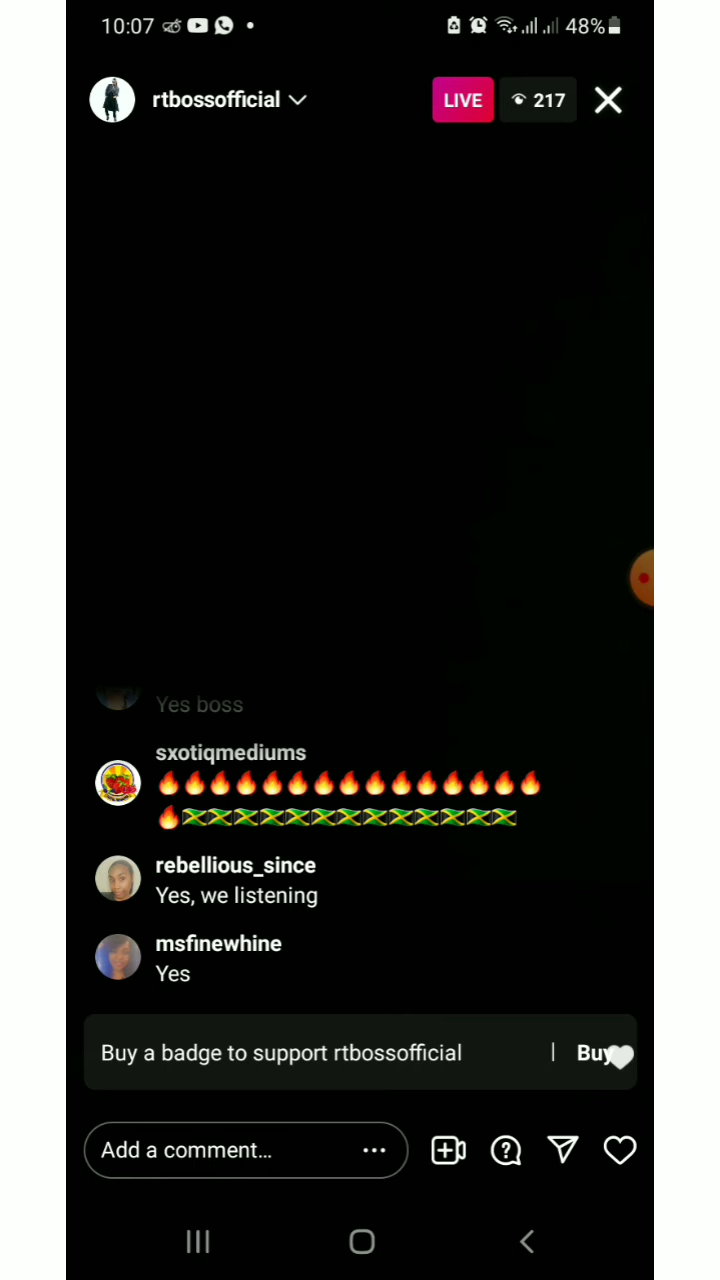 10:07
48%
rtbossofficial
LIVE
217
Yes boss
sxotiqmediums
🔥🔥🔥🔥🔥🔥🔥🔥🔥🔥🔥🔥🔥🔥🔥
🔥🇯🇲🇯🇲🇯🇲🇯🇲🇯🇲🇯🇲🇯🇲🇯🇲🇯🇲🇯🇲🇯🇲🇯🇲🇯🇲
rebellious_since
Yes, we listening
msfinewhine
Yes
Buy a badge to support rtbossofficial | Buy
Add a comment...